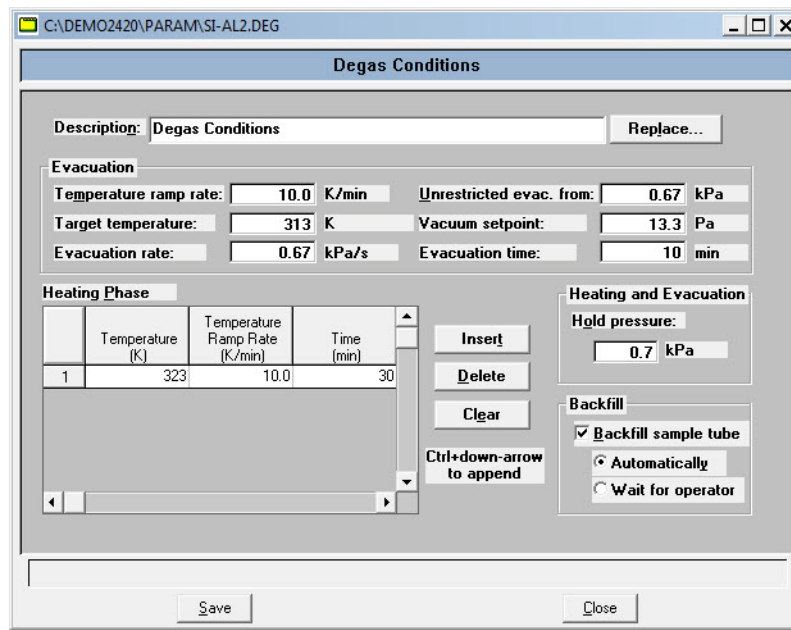 C:\DEMO2420\PARAM\SI-AL2.DEG
Degas Conditions
Description: Degas Conditions Replace...
Evacuation
Temperature ramp rate: 10.0 K/min Unrestricted evac. from: 0.67 kPa
Target temperature: 313 K Vacuum setpoint: 13.3 Pa
Evacuation rate: 0.67 kPa/s Evacuation time: 10 min
Heating Phase
Temperature (K) Temperature Ramp Rate (K/min) Time (min)
1 323 10.0 30
Insert
Delete
Clear
Ctrl+down-arrow
to append
Heating and Evacuation
Hold pressure:
0.7 kPa
Backfill
Backfill sample tube
Automatically
Wait for operator
Save Close